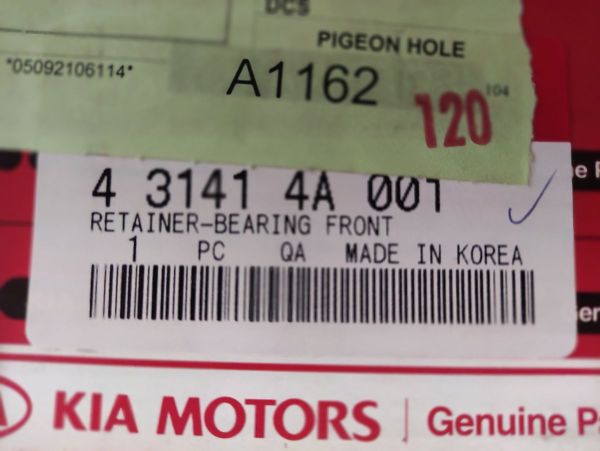 DCS
PIGEON HOLE
*05092106114*
A1162
104
120
4 3141 4A 001
RETAINER-BEARING FRONT
1 PC QA MADE IN KOREA
KIA MOTORS | Genuine